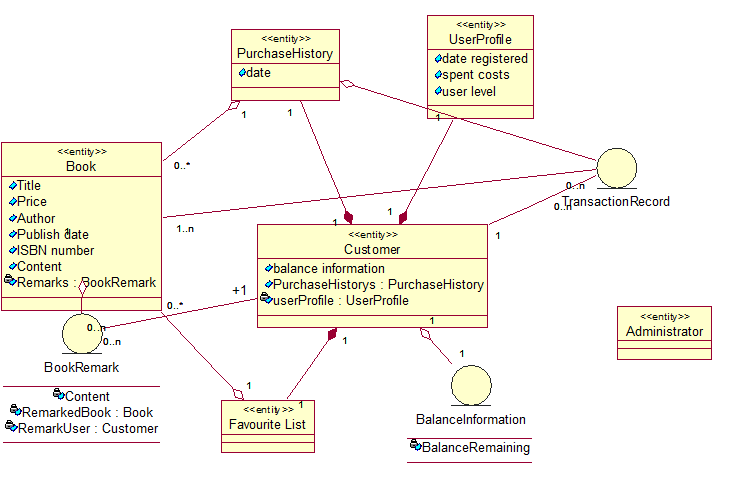 <<entity>>
PurchaseHistory
date
1
1
<<entity>>
UserProfile
date registered
spent costs
user level
1
<<entity>>
Book
Title
Price
Author
Publish date
1
ISBN number
Content
Remarks : BookRemark
0..*
1..n
0..*
TransactionRecord
0..n
0..n
1
1
1
<<entity>>
Customer
balance information
PurchaseHistorys : PurchaseHistory
userProfile : UserProfile
+1
1
1
1
<<entity>>
Administrator
0..n
0..n
BookRemark
Content
RemarkedBook : Book
RemarkUser : Customer
1
1
<<entity>>
Favourite List
BalanceInformation
BalanceRemaining